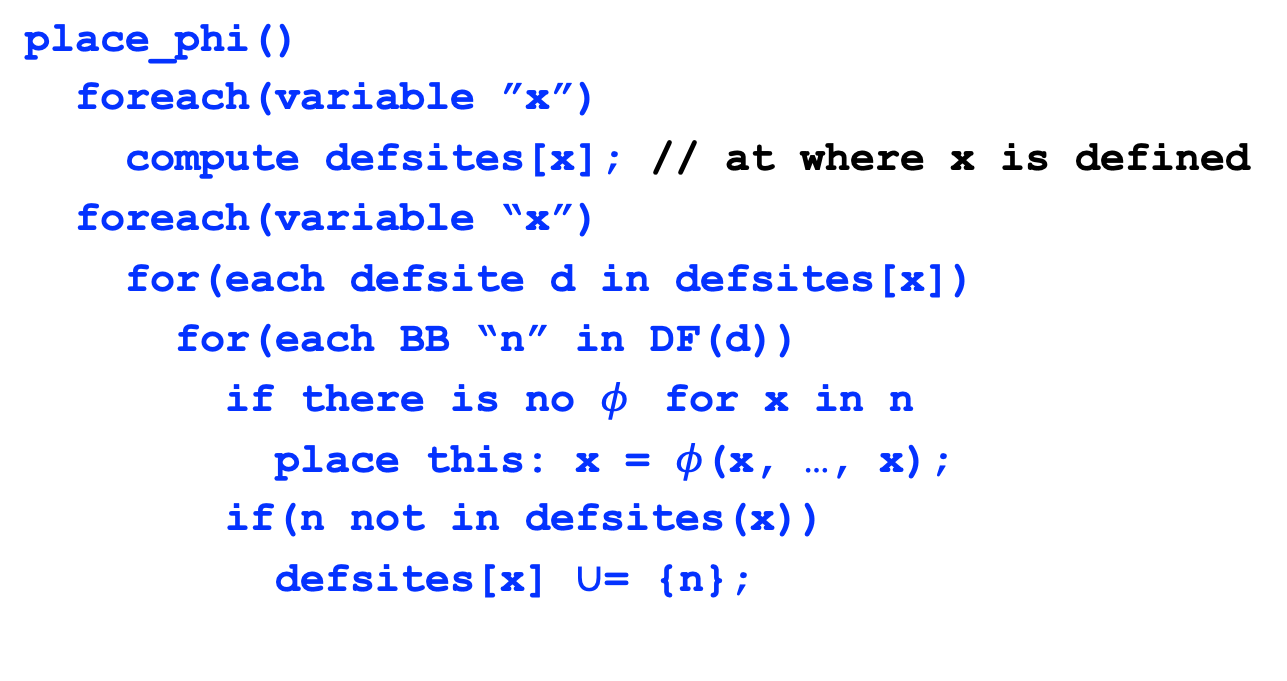 place_phi()
foreach(variable ″x″)
compute defsites[x]; // at where x is defined
foreach(variable “x”)
for(each defsite d in defsites[x])
for(each BB “n” in DF(d))
if there is no ϕ for x in n
place this: x = ϕ(x, …, x);
if(n not in defsites(x))
defsites[x] ∪= {n};